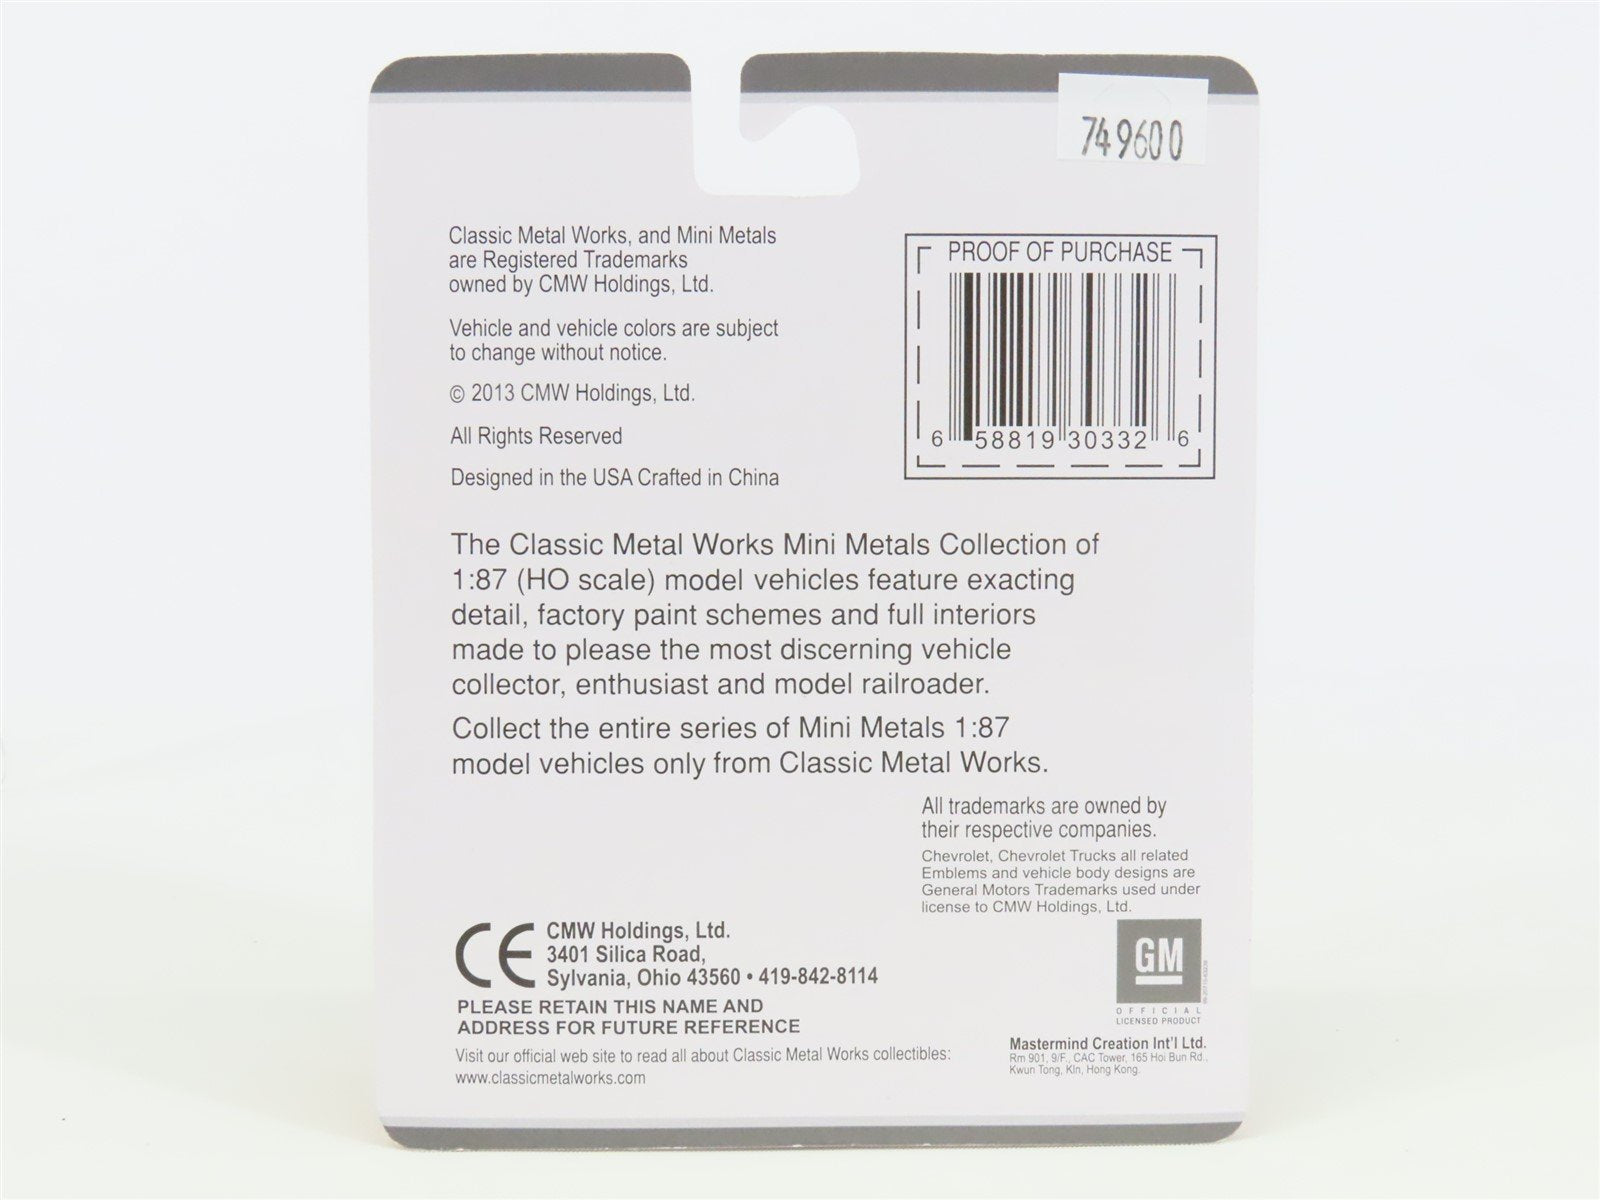 749600
Classic Metal Works, and Mini Metals
are Registered Trademarks
owned by CMW Holdings, Ltd.
Vehicle and vehicle colors are subject
to change without notice.
© 2013 CMW Holdings, Ltd.
All Rights Reserved
Designed in the USA Crafted in China
PROOF OF PURCHASE
6 58819 30332 6
The Classic Metal Works Mini Metals Collection of
1:87 (HO scale) model vehicles feature exacting
detail, factory paint schemes and full interiors
made to please the most discerning vehicle
collector, enthusiast and model railroader.
Collect the entire series of Mini Metals 1:87
model vehicles only from Classic Metal Works.
All trademarks are owned by
their respective companies.
Chevrolet, Chevrolet Trucks all related
Emblems and vehicle body designs are
General Motors Trademarks used under
license to CMW Holdings, Ltd.
CE
CMW Holdings, Ltd.
3401 Silica Road,
Sylvania, Ohio 43560 • 419-842-8114
PLEASE RETAIN THIS NAME AND
ADDRESS FOR FUTURE REFERENCE
Visit our official web site to read all about Classic Metal Works collectibles:
www.classicmetalworks.com
GM
OFFICIAL
LICENSED PRODUCT
Mastermind Creation Int'l Ltd.
Rm 901, 9/F., CAC Tower, 165 Hoi Bun Rd.,
Kwun Tong, Kln, Hong Kong.